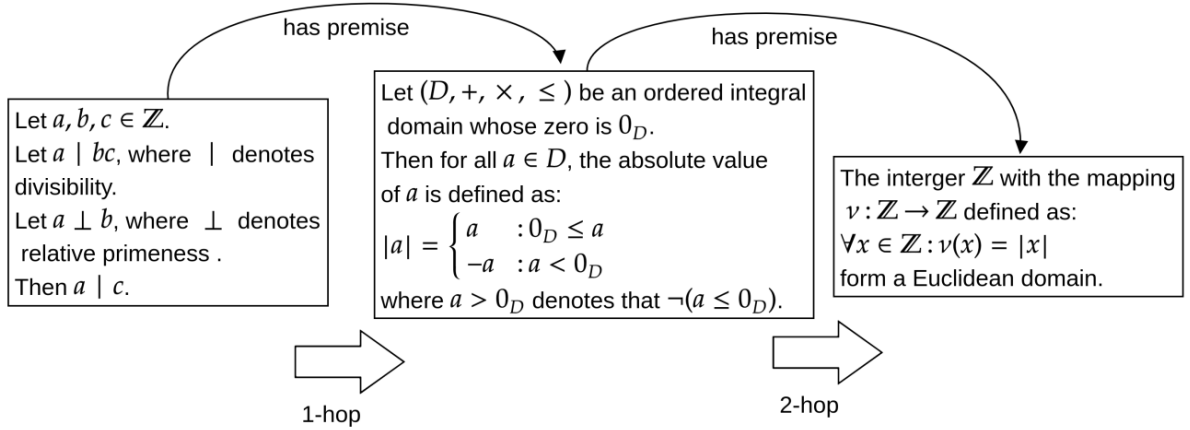 has premise
has premise
Let a, b, c ∈ ℤ.
Let a | bc, where | denotes
divisibility.
Let a ⊥ b, where ⊥ denotes
relative primeness .
Then a | c.
Let (D, +, ×, ≤ ) be an ordered integral
domain whose zero is 0_D.
Then for all a ∈ D, the absolute value
of a is defined as:
|a| = { a : 0_D ≤ a
−a : a < 0_D
where a > 0_D denotes that ¬(a ≤ 0_D).
The interger ℤ with the mapping
ν : ℤ → ℤ defined as:
∀x ∈ ℤ : ν(x) = |x|
form a Euclidean domain.
1-hop
2-hop